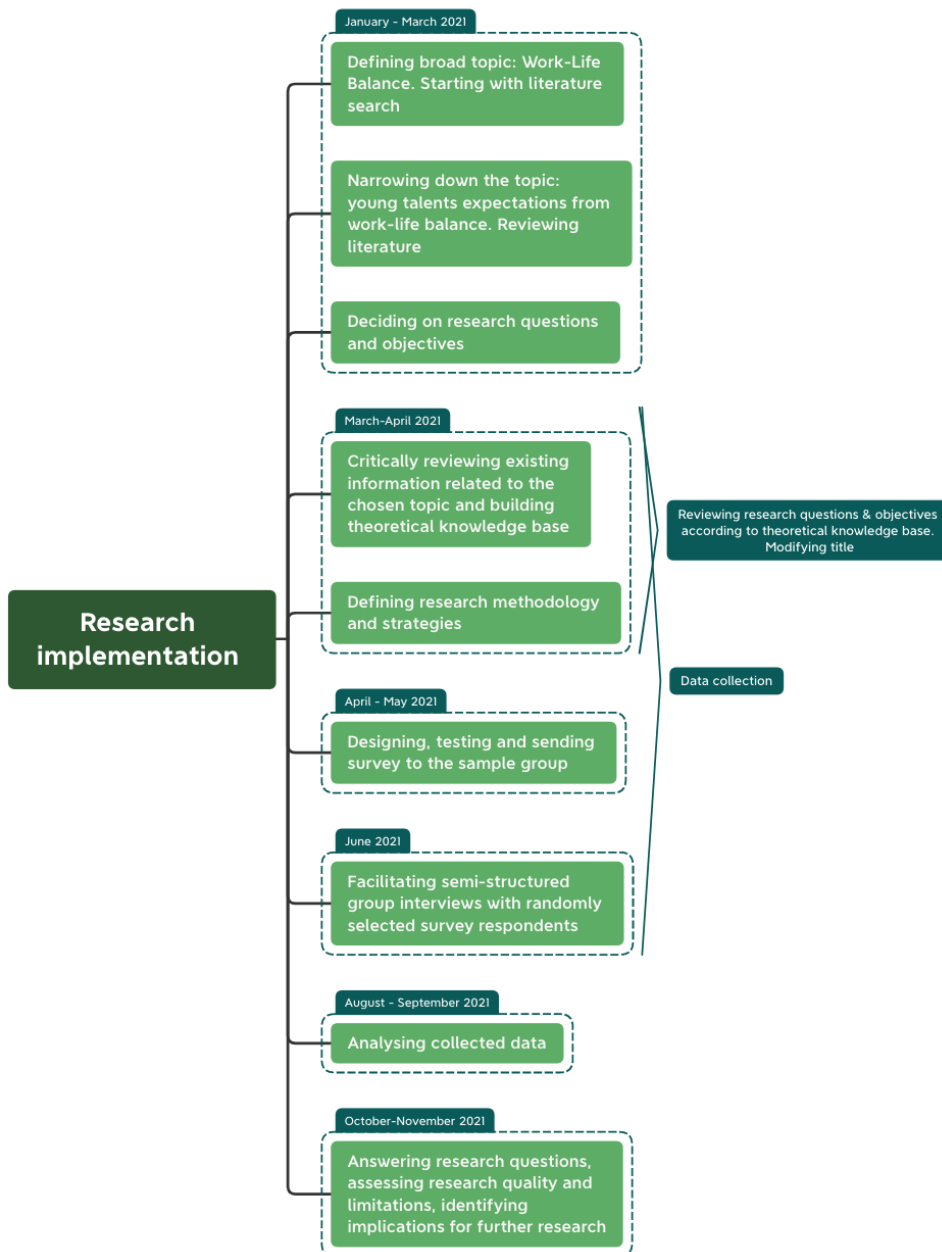 January - March 2021
Defining broad topic: Work-Life
Balance. Starting with literature
search
Narrowing down the topic:
young talents expectations from
work-life balance. Reviewing
literature
Deciding on research questions
and objectives
March-April 2021
Critically reviewing existing
information related to the
chosen topic and building
theoretical knowledge base
Reviewing research questions & objectives
according to theoretical knowledge base.
Modifying title
Defining research methodology
and strategies
Research
implementation
Data collection
April - May 2021
Designing, testing and sending
survey to the sample group
June 2021
Facilitating semi-structured
group interviews with randomly
selected survey respondents
August - September 2021
Analysing collected data
October-November 2021
Answering research questions,
assessing research quality and
limitations, identifying
implications for further research